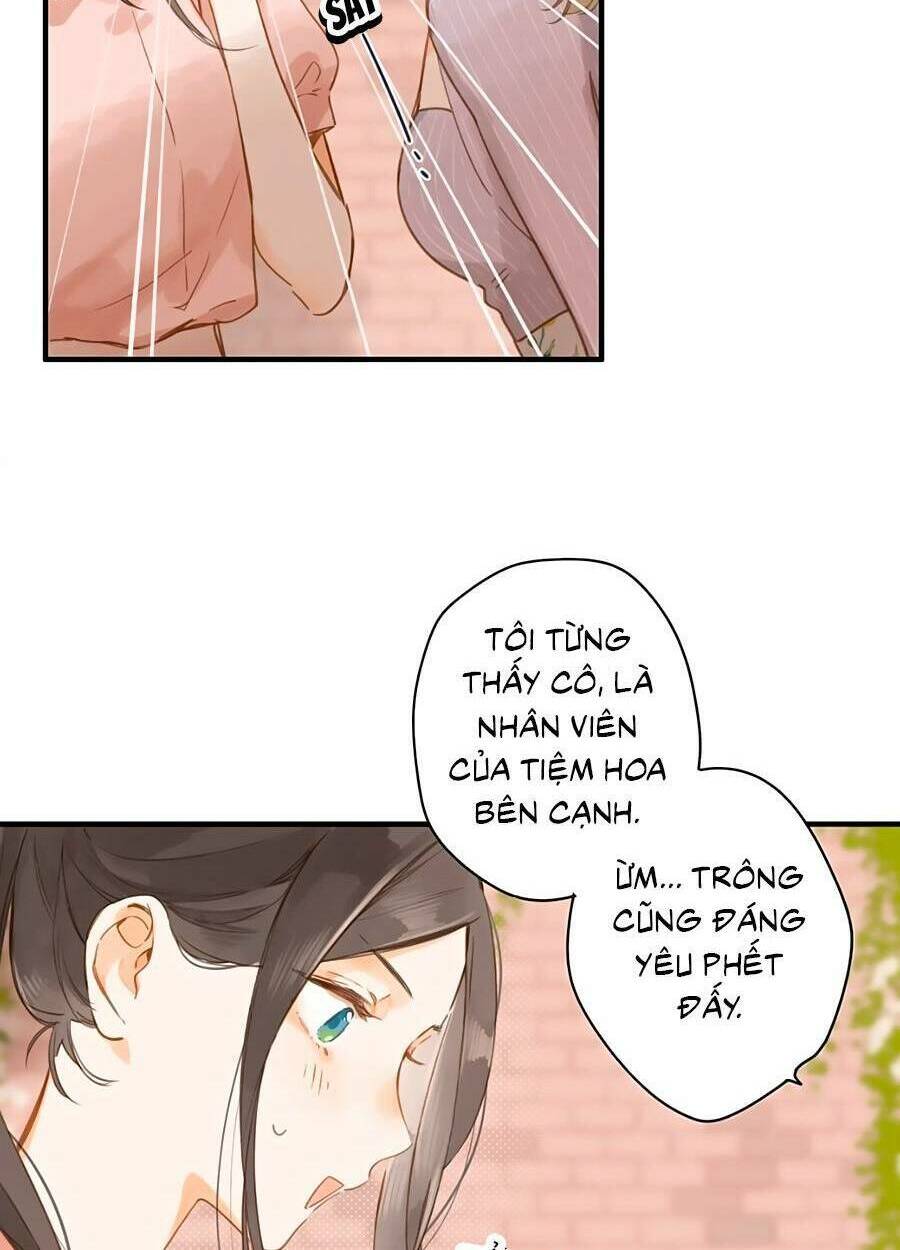 SÁT
...
TÔI TỪNG
THẤY CÔ, LÀ
NHÂN VIÊN
CỦA TIỆM HOA
BÊN CẠNH.
ỪM... TRÔNG
CŨNG ĐÁNG
YÊU PHẾT
ĐẤY.